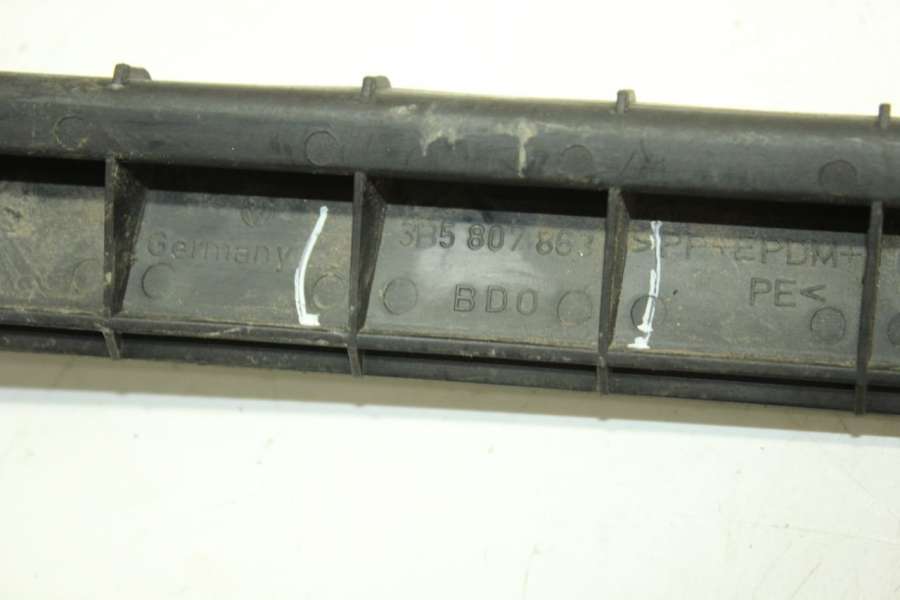 Germany
3B5 807 863
BDO
>PP+EPDM+
PE<